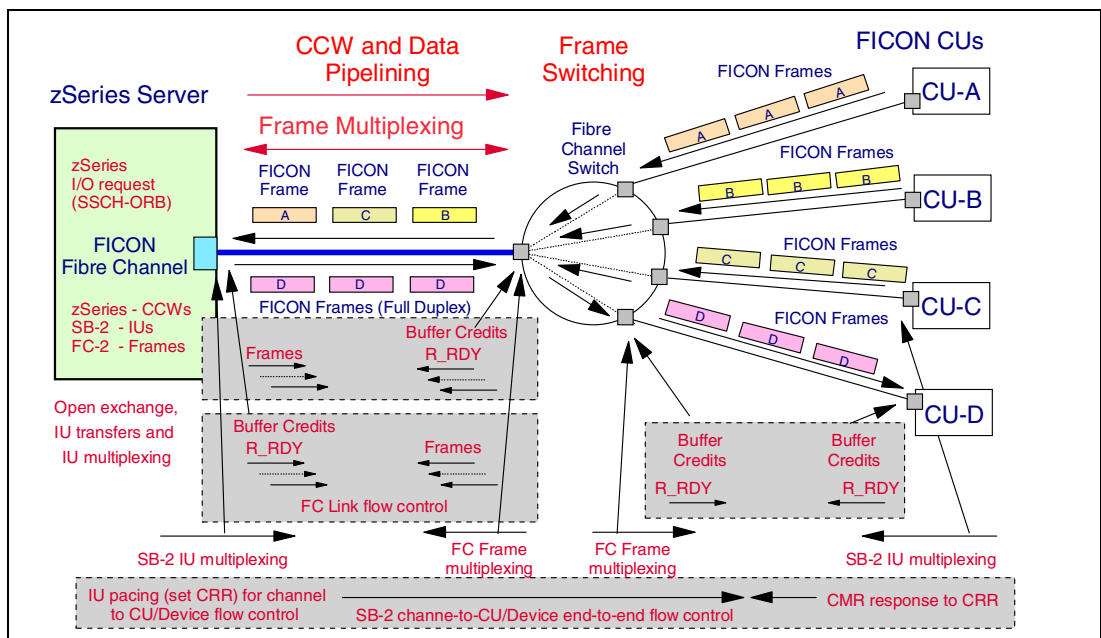 CCW and Data
Pipelining
Frame
Switching
FICON CUs
zSeries Server
Frame Multiplexing
FICON Frames
CU-A
A
A
A
zSeries
I/O request
(SSCH-ORB)
FICON
Frame
FICON
Frame
FICON
Frame
A
C
B
Fibre
Channel
Switch
FICON Frames
CU-B
B
B
B
FICON
Fibre Channel
FICON Frames
CU-C
C
C
C
D
D
D
FICON Frames (Full Duplex)
zSeries - CCWs
SB-2 - IUs
FC-2 - Frames
FICON Frames
CU-D
D
D
D
Buffer Credits
Frames
R_RDY
Open exchange,
IU transfers and
IU multiplexing
Buffer Credits
R_RDY
Frames
FC Link flow control
Buffer
Credits
R_RDY
Buffer
Credits
R_RDY
SB-2 IU multiplexing
FC Frame
multiplexing
FC Frame
multiplexing
SB-2 IU multiplexing
IU pacing (set CRR) for channel
to CU/Device flow control
SB-2 channe-to-CU/Device end-to-end flow control
CMR response to CRR